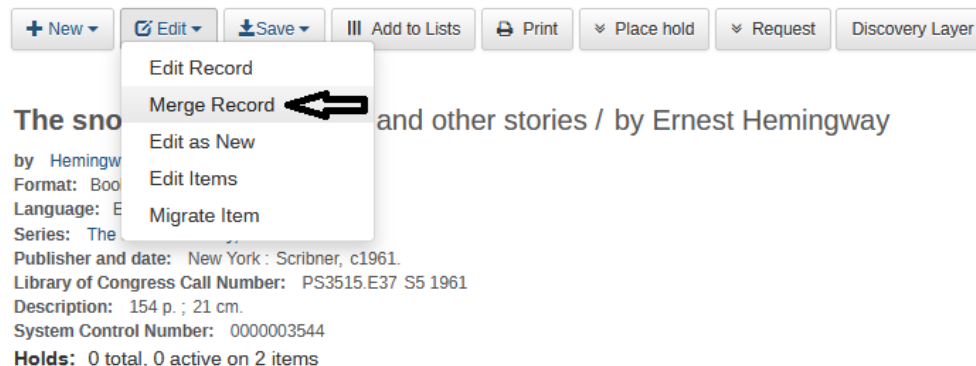 New Edit Save Add to Lists Print Place hold Request Discovery Layer
Edit Record
Merge Record
Edit as New
Edit Items
Migrate Item
The sno and other stories / by Ernest Hemingway
by Hemingw
Format: Boo
Language: E
Series: The
Publisher and date: New York : Scribner, c1961.
Library of Congress Call Number: PS3515.E37 S5 1961
Description: 154 p. ; 21 cm.
System Control Number: 0000003544
Holds: 0 total, 0 active on 2 items